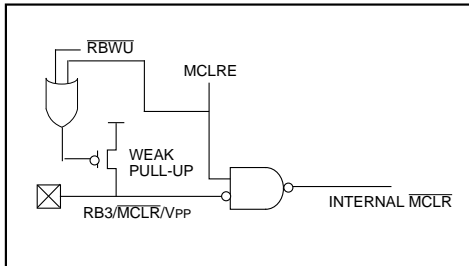 RBWU
MCLRE
WEAK
PULL-UP
RB3/MCLR/VPP
INTERNAL MCLR